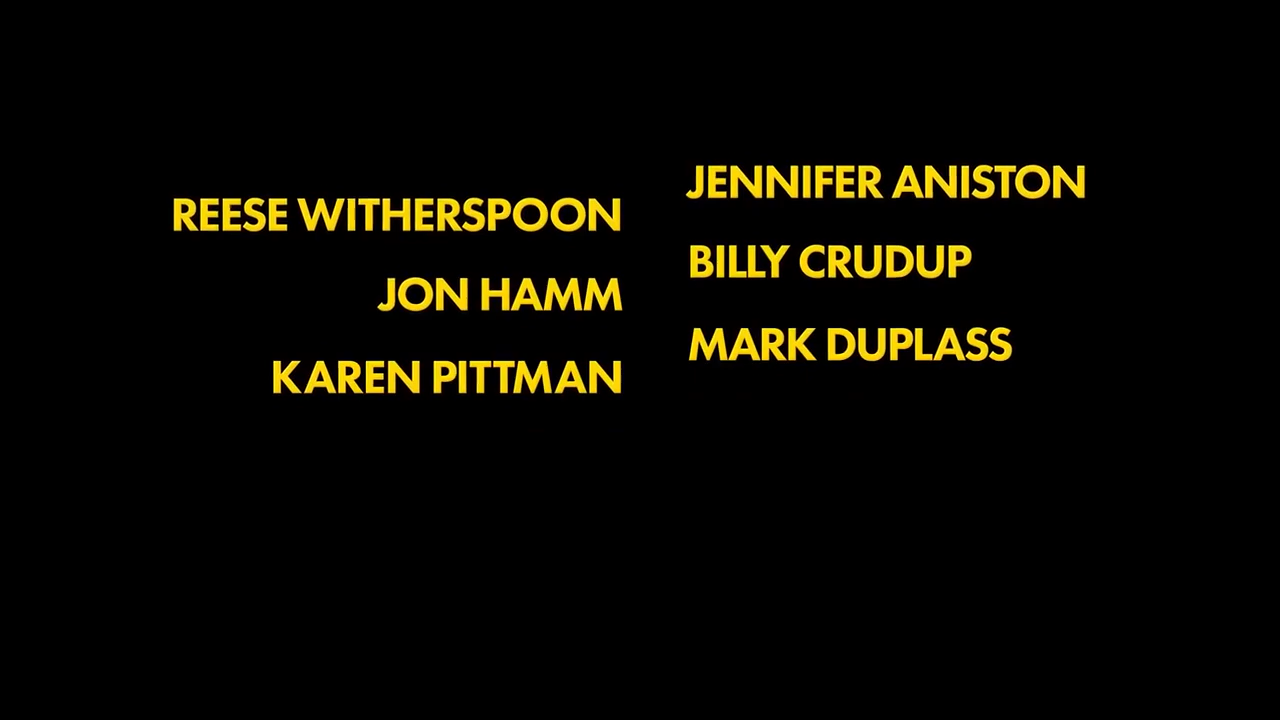 REESE WITHERSPOON
JENNIFER ANISTON
JON HAMM
BILLY CRUDUP
KAREN PITTMAN
MARK DUPLASS